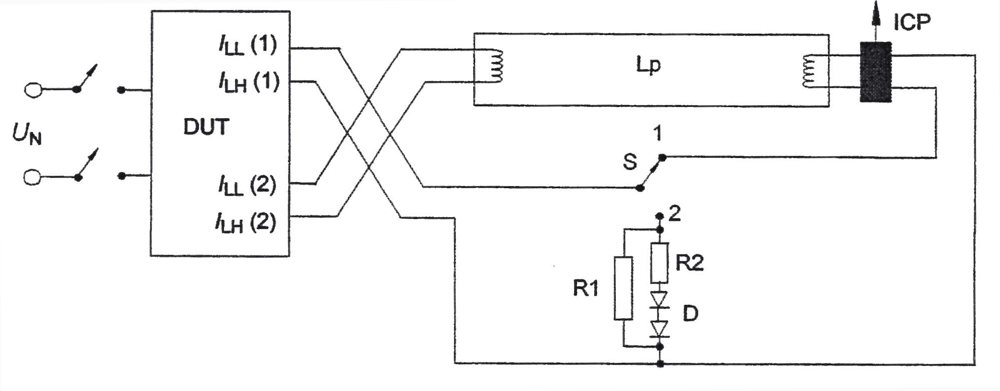 ICP
I_LL (1)
Lp
I_LH (1)
U_N
DUT
1
S
I_LL (2)
2
I_LH (2)
R2
R1
D